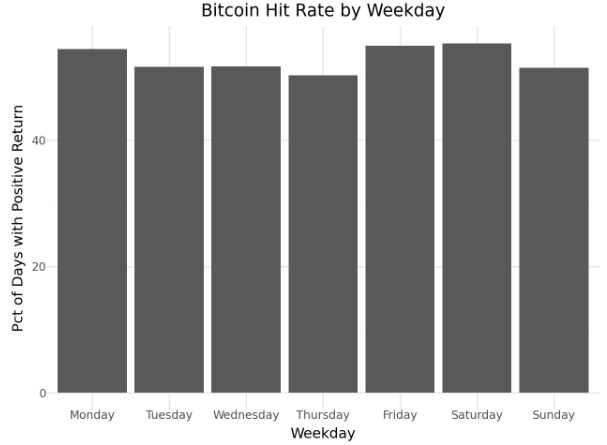 Bitcoin Hit Rate by Weekday
Pct of Days with Positive Return
40
20
0
Monday Tuesday Wednesday Thursday Friday Saturday Sunday
Weekday